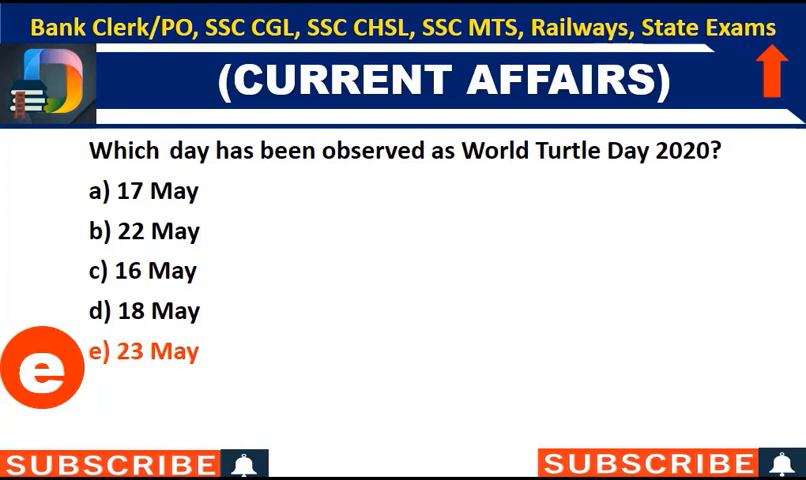 Bank Clerk/PO, SSC CGL, SSC CHSL, SSC MTS, Railways, State Exams
(CURRENT AFFAIRS)
Which day has been observed as World Turtle Day 2020?
a) 17 May
b) 22 May
c) 16 May
d) 18 May
e) 23 May
e
SUBSCRIBE
SUBSCRIBE